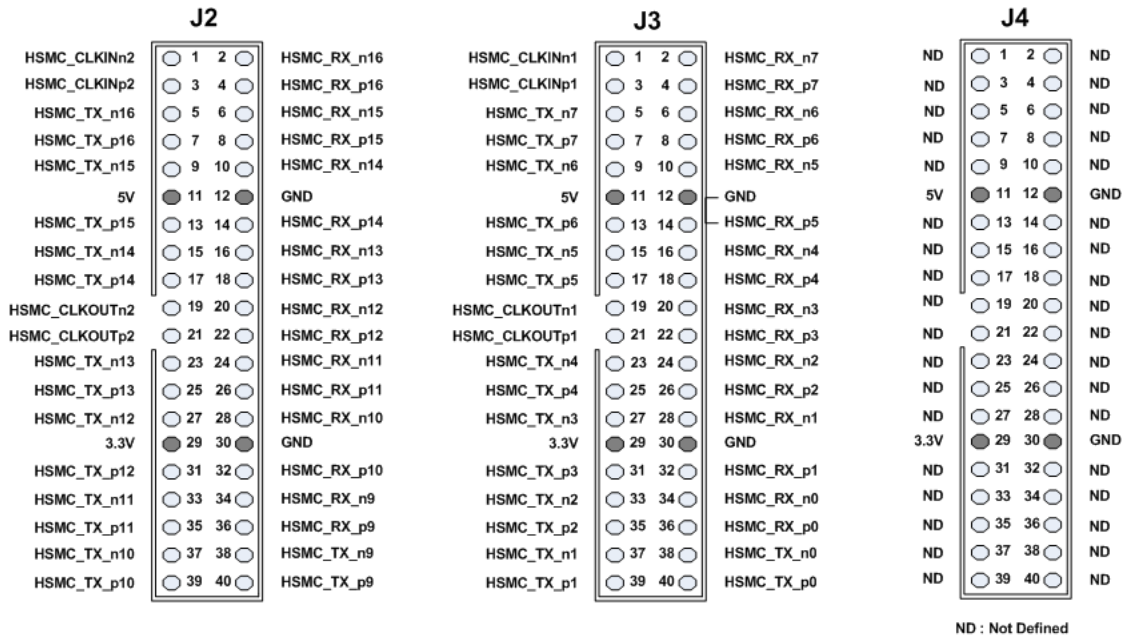 J2 J3 J4
HSMC_CLKINn2 1 2 HSMC_RX_n16 HSMC_CLKINn1 1 2 HSMC_RX_n7 ND 1 2 ND
HSMC_CLKINp2 3 4 HSMC_RX_p16 HSMC_CLKINp1 3 4 HSMC_RX_p7 ND 3 4 ND
HSMC_TX_n16 5 6 HSMC_RX_n15 HSMC_TX_n7 5 6 HSMC_RX_n6 ND 5 6 ND
HSMC_TX_p16 7 8 HSMC_RX_p15 HSMC_TX_p7 7 8 HSMC_RX_p6 ND 7 8 ND
HSMC_TX_n15 9 10 HSMC_RX_n14 HSMC_TX_n6 9 10 HSMC_RX_n5 ND 9 10 ND
5V 11 12 GND 5V 11 12 GND 5V 11 12 GND
HSMC_TX_p15 13 14 HSMC_RX_p14 HSMC_TX_p6 13 14 HSMC_RX_p5 ND 13 14 ND
HSMC_TX_n14 15 16 HSMC_RX_n13 HSMC_TX_n5 15 16 HSMC_RX_n4 ND 15 16 ND
HSMC_TX_p14 17 18 HSMC_RX_p13 HSMC_TX_p5 17 18 HSMC_RX_p4 ND 17 18 ND
HSMC_CLKOUTn2 19 20 HSMC_RX_n12 HSMC_CLKOUTn1 19 20 HSMC_RX_n3 ND 19 20 ND
HSMC_CLKOUTp2 21 22 HSMC_RX_p12 HSMC_CLKOUTp1 21 22 HSMC_RX_p3 ND 21 22 ND
HSMC_TX_n13 23 24 HSMC_RX_n11 HSMC_TX_n4 23 24 HSMC_RX_n2 ND 23 24 ND
HSMC_TX_p13 25 26 HSMC_RX_p11 HSMC_TX_p4 25 26 HSMC_RX_p2 ND 25 26 ND
HSMC_TX_n12 27 28 HSMC_RX_n10 HSMC_TX_n3 27 28 HSMC_RX_n1 ND 27 28 ND
3.3V 29 30 GND 3.3V 29 30 GND 3.3V 29 30 GND
HSMC_TX_p12 31 32 HSMC_RX_p10 HSMC_TX_p3 31 32 HSMC_RX_p1 ND 31 32 ND
HSMC_TX_n11 33 34 HSMC_RX_n9 HSMC_TX_n2 33 34 HSMC_RX_n0 ND 33 34 ND
HSMC_TX_p11 35 36 HSMC_RX_p9 HSMC_TX_p2 35 36 HSMC_RX_p0 ND 35 36 ND
HSMC_TX_n10 37 38 HSMC_TX_n9 HSMC_TX_n1 37 38 HSMC_TX_n0 ND 37 38 ND
HSMC_TX_p10 39 40 HSMC_TX_p9 HSMC_TX_p1 39 40 HSMC_TX_p0 ND 39 40 ND
ND : Not Defined